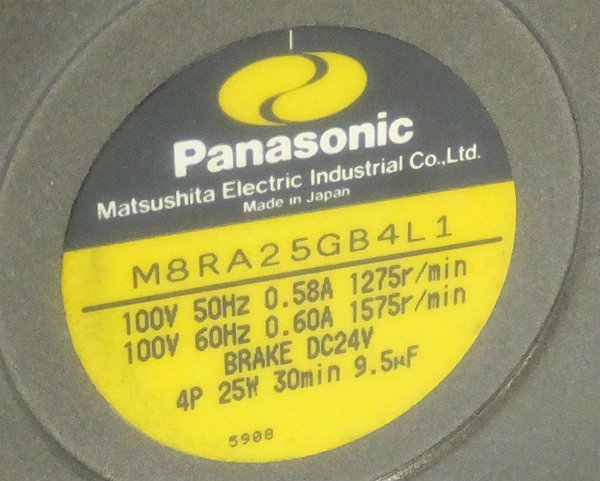 Panasonic
Matsushita Electric Industrial Co.,Ltd.
Made in Japan
M8RA25GB4L1
100V 50Hz 0.58A 1275r/min
100V 60Hz 0.60A 1575r/min
BRAKE DC24V
4P 25W 30min 9.5μF
5908